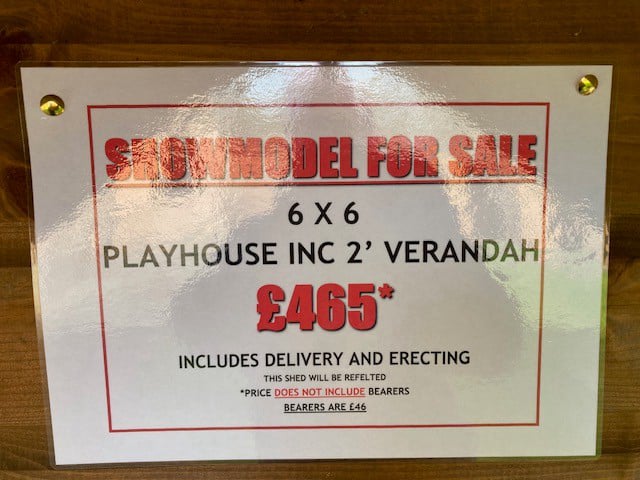 SHOWMODEL FOR SALE
6 X 6
PLAYHOUSE INC 2’ VERANDAH
£465*
INCLUDES DELIVERY AND ERECTING
THIS SHED WILL BE REFELTED
*PRICE DOES NOT INCLUDE BEARERS
BEARERS ARE £46